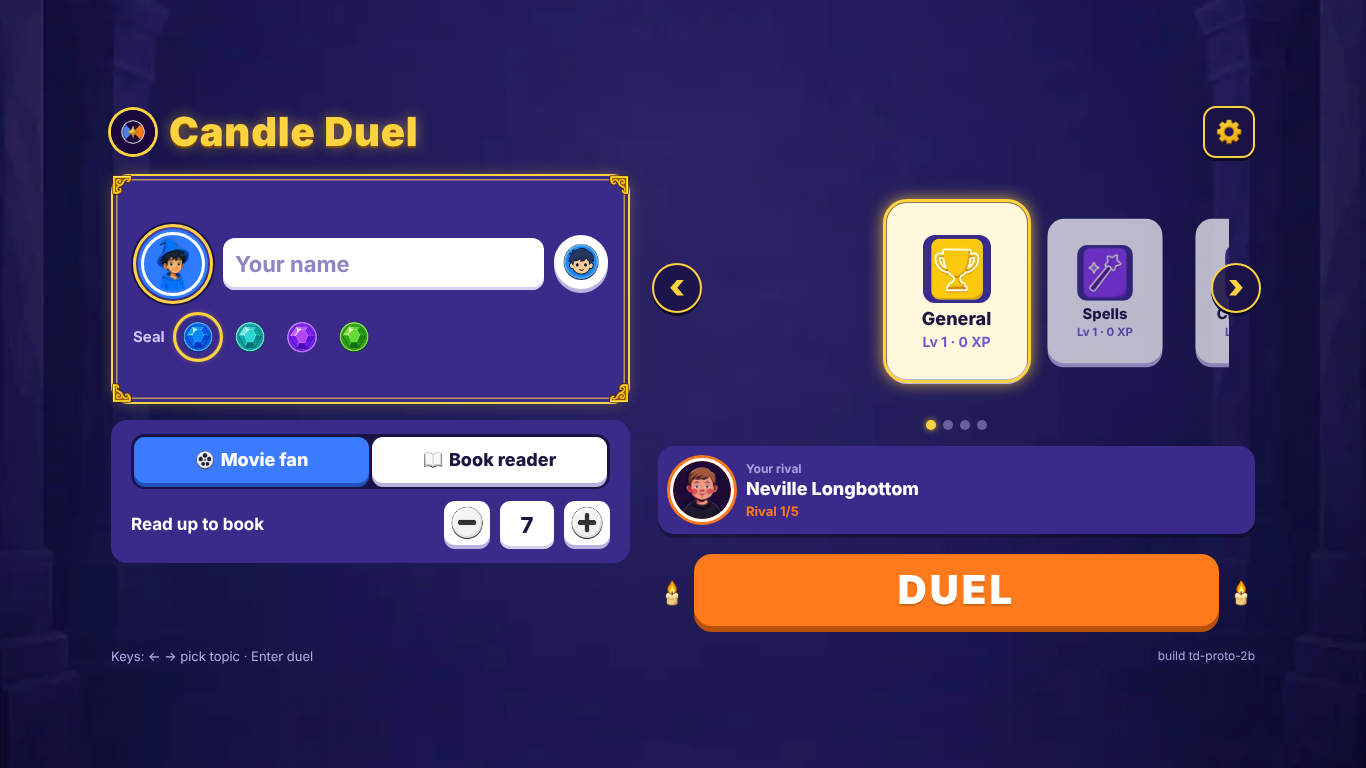 Candle Duel
Your name
Seal
Movie fan
Book reader
Read up to book
7
General
Lv 1 · 0 XP
Spells
Lv 1 · 0 XP
Your rival
Neville Longbottom
Rival 1/5
DUEL
Keys: ← → pick topic · Enter duel
build td-proto-2b